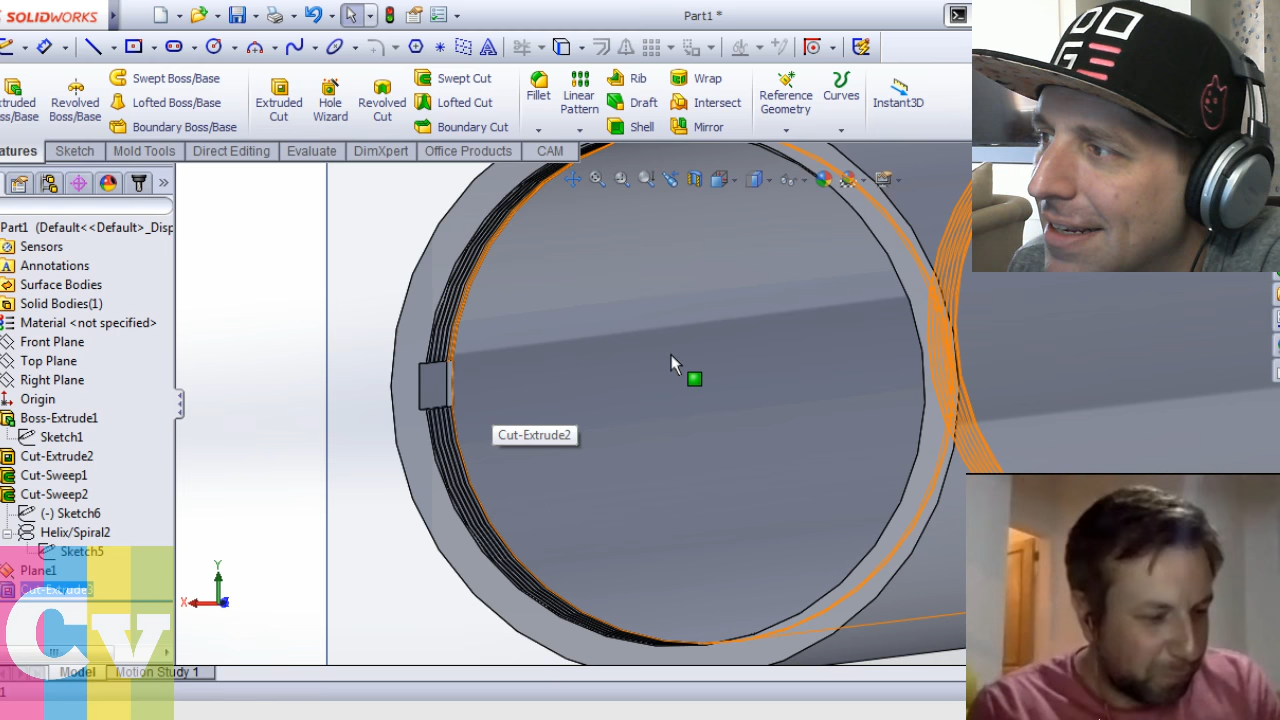 SOLIDWORKS
Part1 *
truded
ss/Base
Revolved
Boss/Base
Swept Boss/Base
Lofted Boss/Base
Boundary Boss/Base
Extruded
Cut
Hole
Wizard
Revolved
Cut
Swept Cut
Lofted Cut
Boundary Cut
Fillet
Linear
Pattern
Rib
Draft
Shell
Wrap
Intersect
Mirror
Reference
Geometry
Curves
Instant3D
atures
Sketch
Mold Tools
Direct Editing
Evaluate
DimXpert
Office Products
CAM
Part1 (Default<<Default>_Disp
Sensors
Annotations
Surface Bodies
Solid Bodies(1)
Material <not specified>
Front Plane
Top Plane
Right Plane
Origin
Boss-Extrude1
Sketch1
Cut-Extrude2
Cut-Sweep1
Cut-Sweep2
(-) Sketch6
Helix/Spiral2
Sketch5
Plane1
Cut-Extrude3
Cut-Extrude2
Y
X
Cv
Model
Motion Study 1